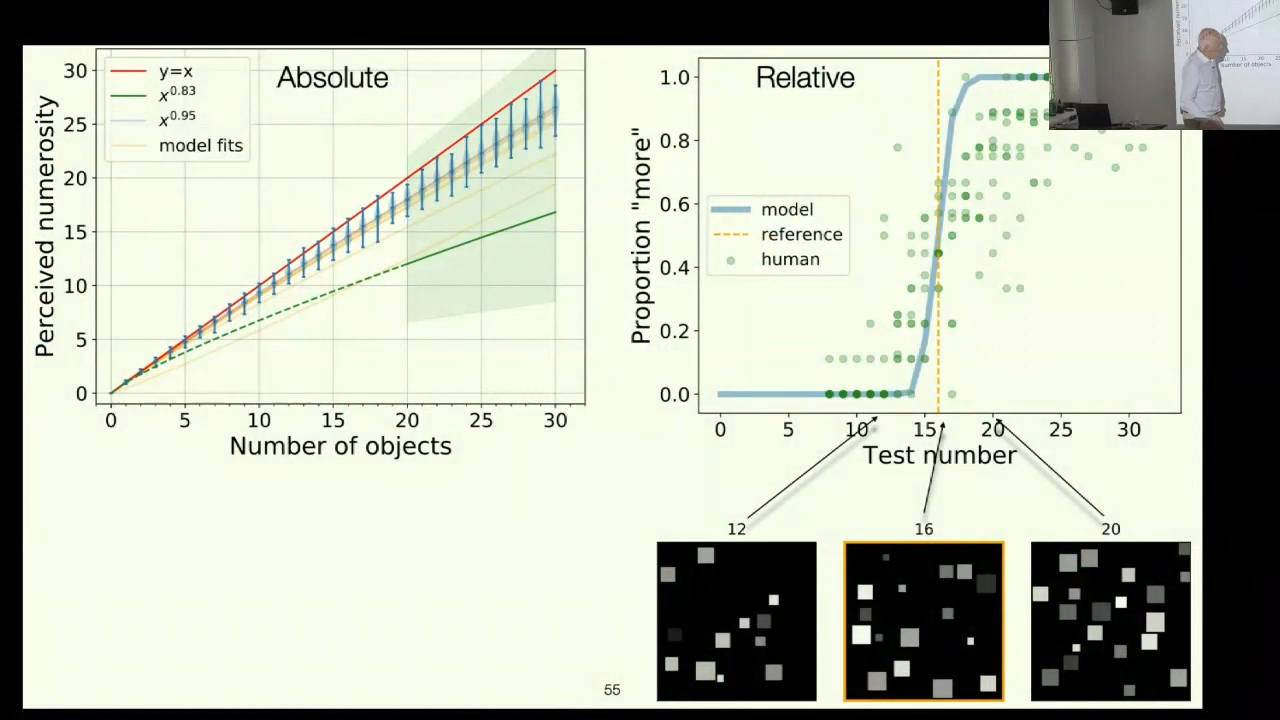 Absolute
y=x
x^0.83
x^0.95
model fits
Perceived numerosity
30
25
20
15
10
5
0
0 5 10 15 20 25 30
Number of objects
Relative
Proportion "more"
1.0
0.8
0.6
0.4
0.2
0.0
model
reference
human
0 5 10 15 20 25 30
Test number
12 16 20
55
Number of objects